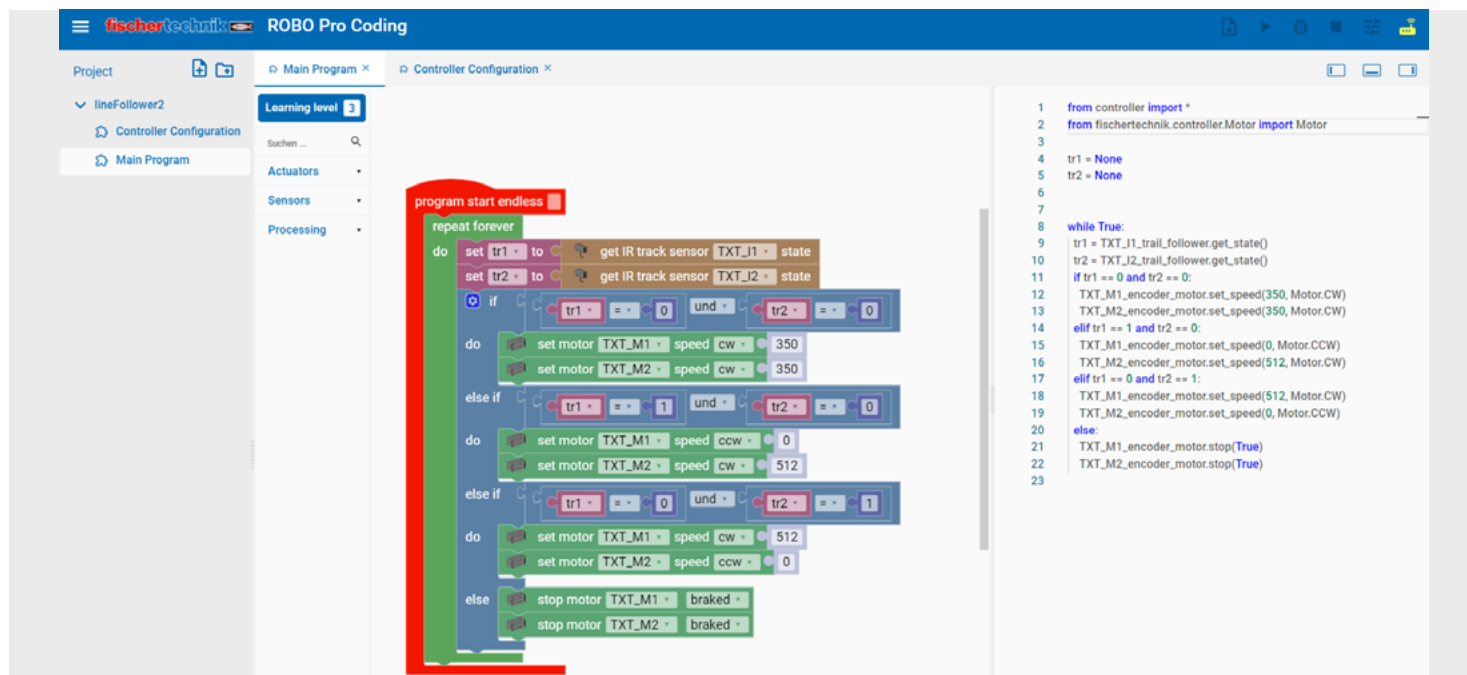 fischertechnik ROBO Pro Coding
Project
Main Program ×
Controller Configuration ×
lineFollower2
Controller Configuration
Main Program
Learning level 3
Suchen ...
Actuators
Sensors
Processing
program start endless
repeat forever
do set tr1 to get IR track sensor TXT_I1 state
set tr2 to get IR track sensor TXT_I2 state
if tr1 = 0 und tr2 = 0
do set motor TXT_M1 speed cw 350
set motor TXT_M2 speed cw 350
else if tr1 = 1 und tr2 = 0
do set motor TXT_M1 speed ccw 0
set motor TXT_M2 speed cw 512
else if tr1 = 0 und tr2 = 1
do set motor TXT_M1 speed cw 512
set motor TXT_M2 speed ccw 0
else stop motor TXT_M1 braked
stop motor TXT_M2 braked
1 from controller import *
2 from fischertechnik.controller.Motor import Motor
3
4 tr1 = None
5 tr2 = None
6
7
8 while True:
9 tr1 = TXT_I1_trail_follower.get_state()
10 tr2 = TXT_I2_trail_follower.get_state()
11 if tr1 == 0 and tr2 == 0:
12 TXT_M1_encoder_motor.set_speed(350, Motor.CW)
13 TXT_M2_encoder_motor.set_speed(350, Motor.CW)
14 elif tr1 == 1 and tr2 == 0:
15 TXT_M1_encoder_motor.set_speed(0, Motor.CCW)
16 TXT_M2_encoder_motor.set_speed(512, Motor.CW)
17 elif tr1 == 0 and tr2 == 1:
18 TXT_M1_encoder_motor.set_speed(512, Motor.CW)
19 TXT_M2_encoder_motor.set_speed(0, Motor.CCW)
20 else:
21 TXT_M1_encoder_motor.stop(True)
22 TXT_M2_encoder_motor.stop(True)
23